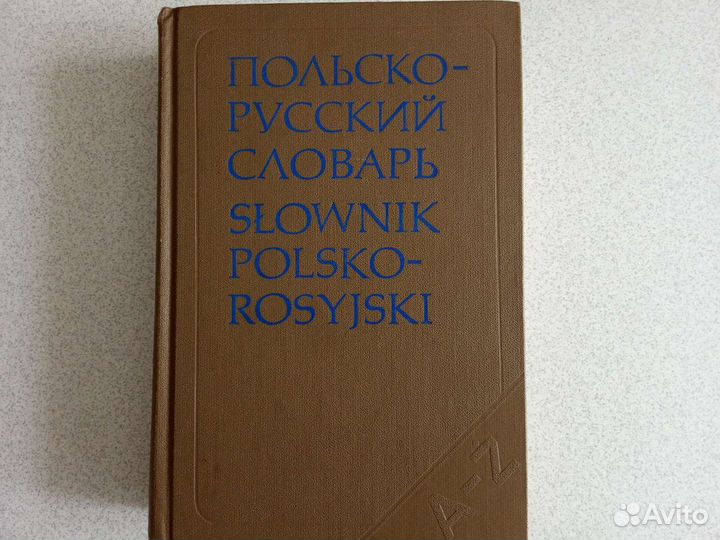 ПОЛЬСКО-
РУССКИЙ
СЛОВАРЬ
SŁOWNIK
POLSKO-
ROSYJSKI
A-Z
Avito